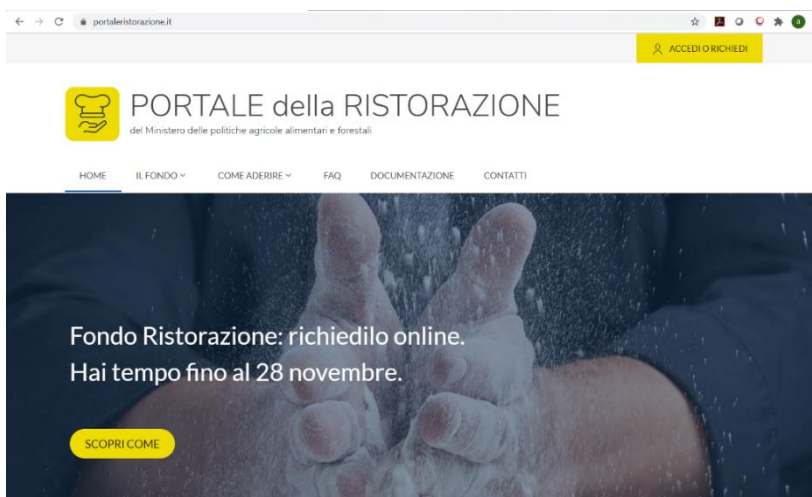 portaleristorazione.it
ACCEDI O RICHIEDI
PORTALE della RISTORAZIONE
del Ministero delle politiche agricole alimentari e forestali
HOME IL FONDO COME ADERIRE FAQ DOCUMENTAZIONE CONTATTI
Fondo Ristorazione: richiedilo online.
Hai tempo fino al 28 novembre.
SCOPRI COME